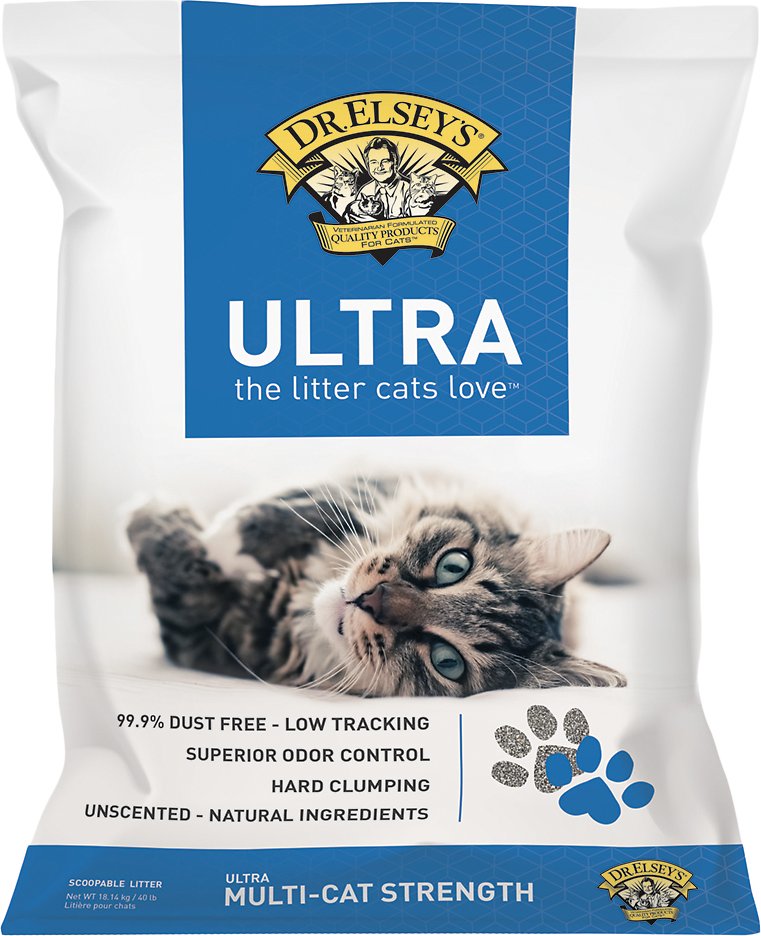 DR. ELSEY'S®
VETERINARIAN FORMULATED
QUALITY PRODUCTS
FOR CATS™
ULTRA
the litter cats love™
99.9% DUST FREE - LOW TRACKING
SUPERIOR ODOR CONTROL
HARD CLUMPING
UNSCENTED - NATURAL INGREDIENTS
SCOOPABLE LITTER
Net WT 18.14 kg / 40 lb
Litière pour chats
ULTRA
MULTI-CAT STRENGTH
DR. ELSEY'S
QUALITY PRODUCTS